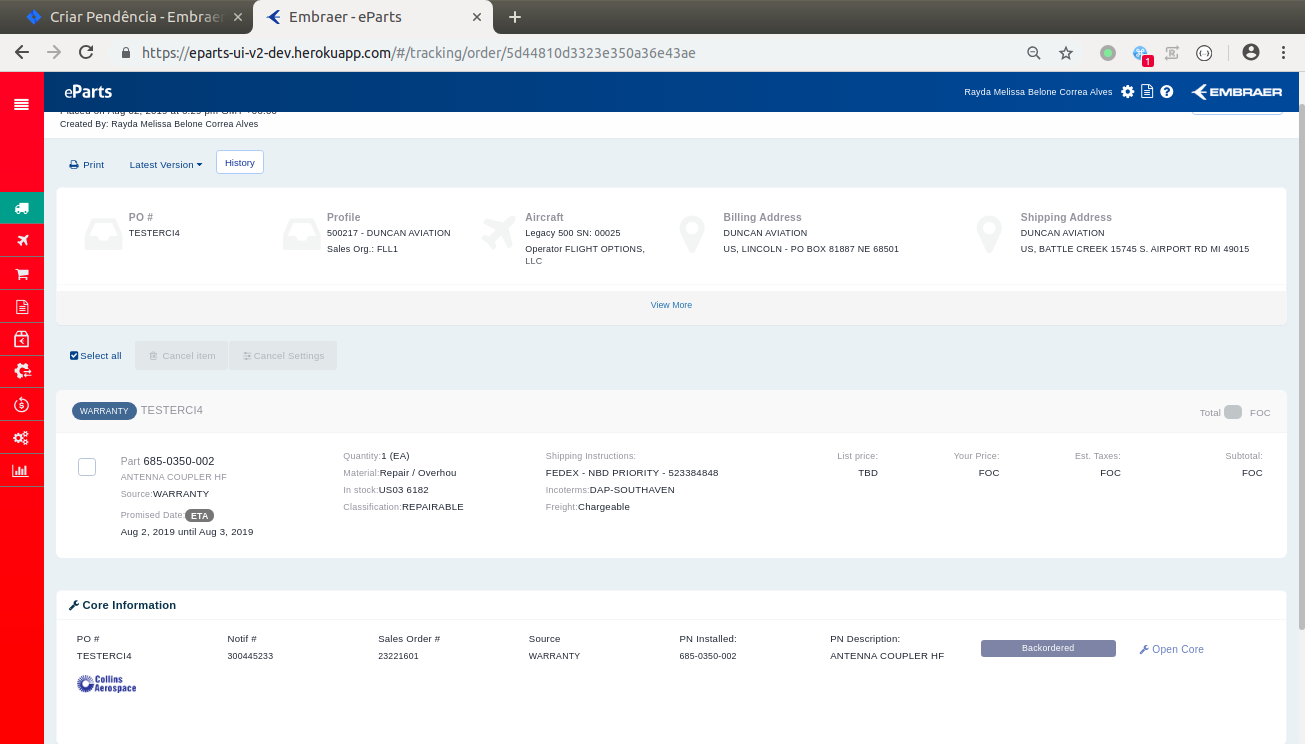 Criar Pendência - Embraer
Embraer - eParts
https://eparts-ui-v2-dev.herokuapp.com/#/tracking/order/5d44810d3323e350a36e43ae
1
eParts
Rayda Melissa Belone Correa Alves
EMBRAER
Created By: Rayda Melissa Belone Correa Alves
Print
Latest Version
History
PO #
TESTERCI4
Profile
500217 - DUNCAN AVIATION
Sales Org.: FLL1
Aircraft
Legacy 500 SN: 00025
Operator FLIGHT OPTIONS,
LLC
Billing Address
DUNCAN AVIATION
US, LINCOLN - PO BOX 81887 NE 68501
Shipping Address
DUNCAN AVIATION
US, BATTLE CREEK 15745 S. AIRPORT RD MI 49015
View More
Select all
Cancel item
Cancel Settings
WARRANTY TESTERCI4
Total FOC
Part 685-0350-002
ANTENNA COUPLER HF
Source:WARRANTY
Promised Date: ETA
Aug 2, 2019 until Aug 3, 2019
Quantity:1 (EA)
Material:Repair / Overhou
In stock:US03 6182
Classification:REPAIRABLE
Shipping Instructions:
FEDEX - NBD PRIORITY - 523384848
Incoterms:DAP-SOUTHAVEN
Freight:Chargeable
List price:
TBD
Your Price:
FOC
Est. Taxes:
FOC
Subtotal:
FOC
Core Information
PO #
TESTERCI4
Notif #
300445233
Sales Order #
23221601
Source
WARRANTY
PN Installed:
685-0350-002
PN Description:
ANTENNA COUPLER HF
Backordered
Open Core
Collins
Aerospace